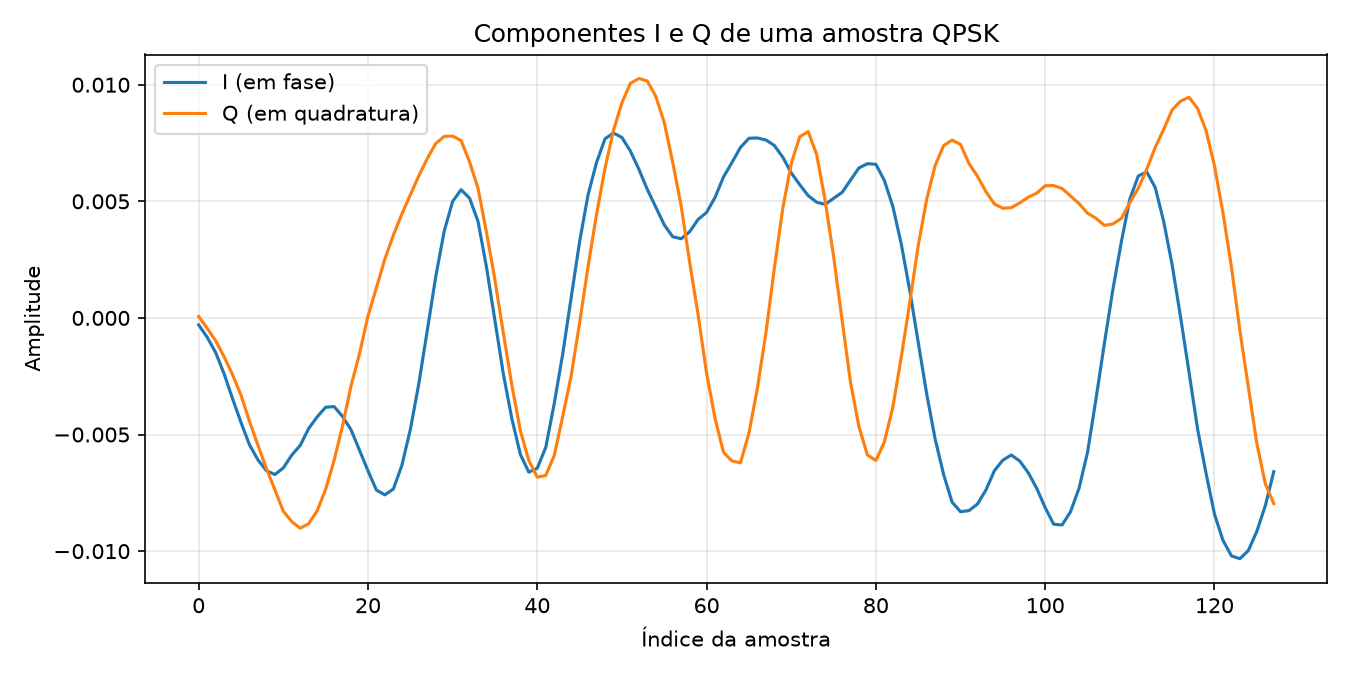 Componentes I e Q de uma amostra QPSK
I (em fase)
Q (em quadratura)
Amplitude
0.010
0.005
0.000
−0.005
−0.010
0 20 40 60 80 100 120
Índice da amostra